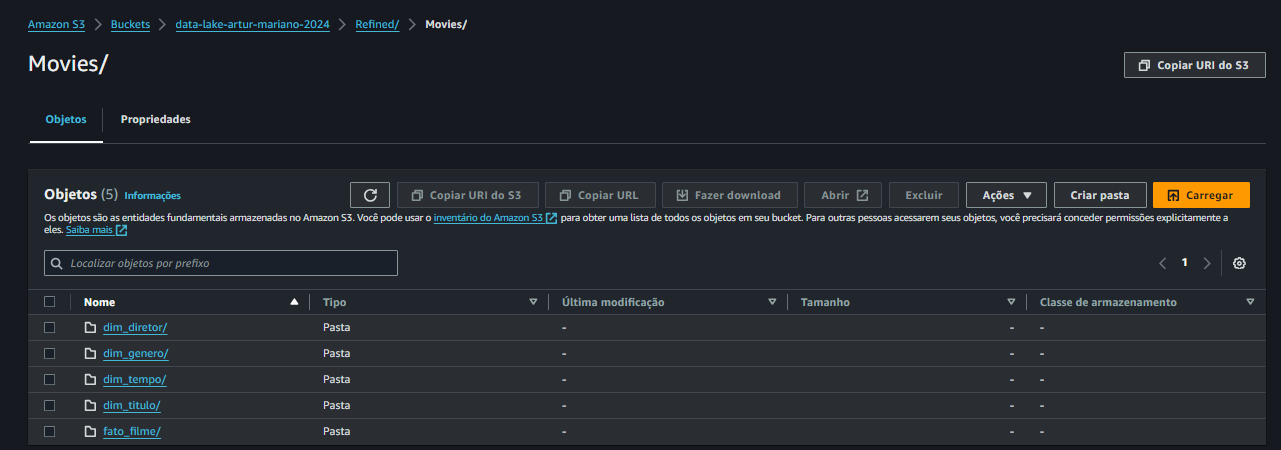 Amazon S3 > Buckets > data-lake-artur-mariano-2024 > Refined/ > Movies/
Movies/
Copiar URI do S3
Objetos Propriedades
Objetos (5) Informações
Copiar URI do S3 Copiar URL Fazer download Abrir Excluir Ações Criar pasta Carregar
Os objetos são as entidades fundamentais armazenadas no Amazon S3. Você pode usar o inventário do Amazon S3 para obter uma lista de todos os objetos em seu bucket. Para outras pessoas acessarem seus objetos, você precisará conceder permissões explicitamente a
eles. Saiba mais
Localizar objetos por prefixo
1
Nome Tipo Última modificação Tamanho Classe de armazenamento
dim_diretor/ Pasta - - -
dim_genero/ Pasta - - -
dim_tempo/ Pasta - - -
dim_titulo/ Pasta - - -
fato_filme/ Pasta - - -